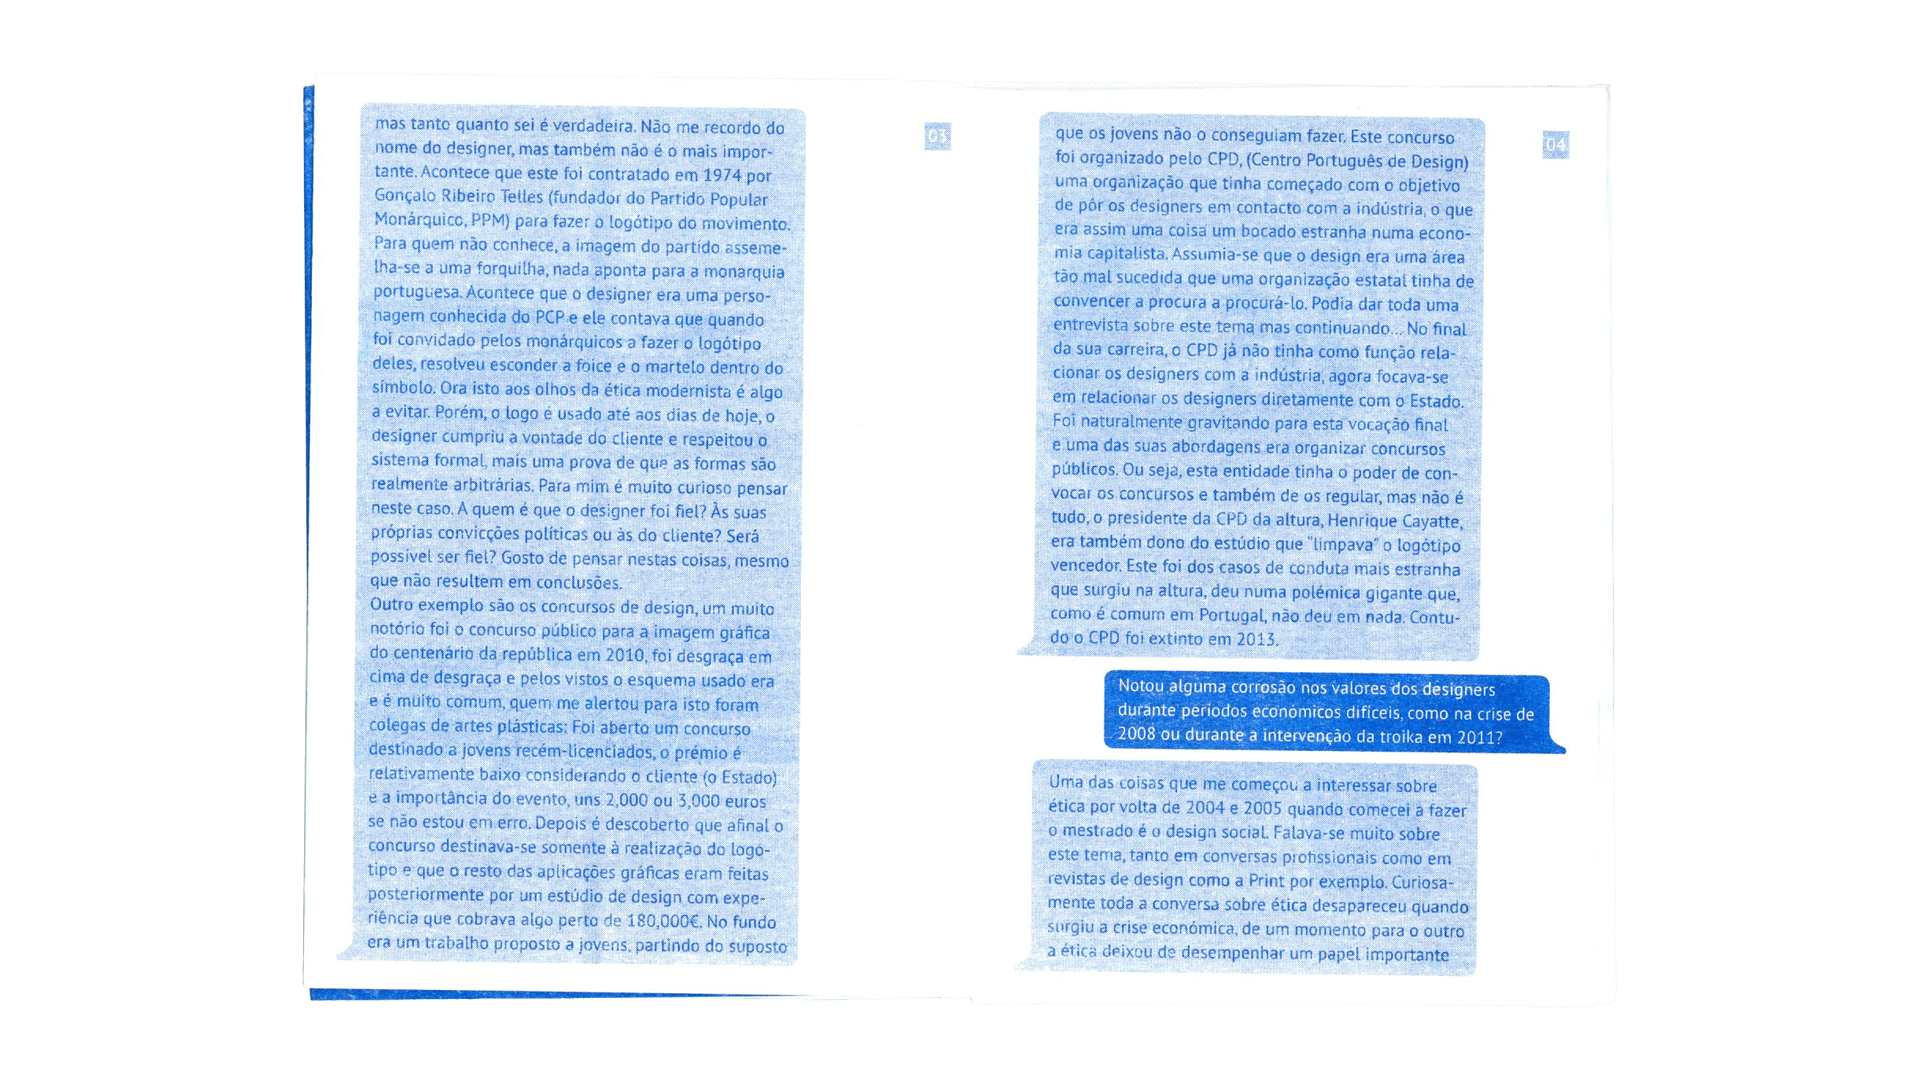 mas tanto quanto sei é verdadeira. Não me recordo do
nome do designer, mas também não é o mais impor-
tante. Acontece que este foi contratado em 1974 por
Gonçalo Ribeiro Telles (fundador do Partido Popular
Monárquico, PPM) para fazer o logótipo do movimento.
Para quem não conhece, a imagem do partido asseme-
lha-se a uma forquilha, nada aponta para a monarquia
portuguesa. Acontece que o designer era uma perso-
nagem conhecida do PCP e ele contava que quando
foi convidado pelos monárquicos a fazer o logótipo
deles, resolveu esconder a foice e o martelo dentro do
símbolo. Ora isto aos olhos da ética modernista é algo
a evitar. Porém, o logo é usado até aos dias de hoje, o
designer cumpriu a vontade do cliente e respeitou o
sistema formal, mais uma prova de que as formas são
realmente arbitrárias. Para mim é muito curioso pensar
neste caso. A quem é que o designer foi fiel? Às suas
próprias convicções políticas ou às do cliente? Será
possível ser fiel? Gosto de pensar nestas coisas, mesmo
que não resultem em conclusões.
Outro exemplo são os concursos de design, um muito
notório foi o concurso público para a imagem gráfica
do centenário da república em 2010, foi desgraça em
cima de desgraça e pelos vistos o esquema usado era
e é muito comum, quem me alertou para isto foram
colegas de artes plásticas: Foi aberto um concurso
destinado a jovens recém-licenciados, o prémio é
relativamente baixo considerando o cliente (o Estado)
e a importância do evento, uns 2,000 ou 3,000 euros
se não estou em erro. Depois é descoberto que afinal o
concurso destinava-se somente à realização do logó-
tipo e que o resto das aplicações gráficas eram feitas
posteriormente por um estúdio de design com expe-
riência que cobrava algo perto de 180,000€. No fundo
era um trabalho proposto a jovens, partindo do suposto
03
que os jovens não o conseguiam fazer. Este concurso
foi organizado pelo CPD, (Centro Português de Design)
uma organização que tinha começado com o objetivo
de pôr os designers em contacto com a indústria, o que
era assim uma coisa um bocado estranha numa econo-
mia capitalista. Assumia-se que o design era uma área
tão mal sucedida que uma organização estatal tinha de
convencer a procura a procurá-lo. Podia dar toda uma
entrevista sobre este tema mas continuando... No final
da sua carreira, o CPD já não tinha como função rela-
cionar os designers com a indústria, agora focava-se
em relacionar os designers diretamente com o Estado.
Foi naturalmente gravitando para esta vocação final
e uma das suas abordagens era organizar concursos
públicos. Ou seja, esta entidade tinha o poder de con-
vocar os concursos e também de os regular, mas não é
tudo, o presidente da CPD da altura, Henrique Cayatte,
era também dono do estúdio que "limpava" o logótipo
vencedor. Este foi dos casos de conduta mais estranha
que surgiu na altura, deu numa polémica gigante que,
como é comum em Portugal, não deu em nada. Contu-
do o CPD foi extinto em 2013.
04
Notou alguma corrosão nos valores dos designers
durante períodos económicos difíceis, como na crise de
2008 ou durante a intervenção da troika em 2011?
Uma das coisas que me começou a interessar sobre
ética por volta de 2004 e 2005 quando comecei a fazer
o mestrado é o design social. Falava-se muito sobre
este tema, tanto em conversas profissionais como em
revistas de design como a Print por exemplo. Curiosa-
mente toda a conversa sobre ética desapareceu quando
surgiu a crise económica, de um momento para o outro
a ética deixou de desempenhar um papel importante